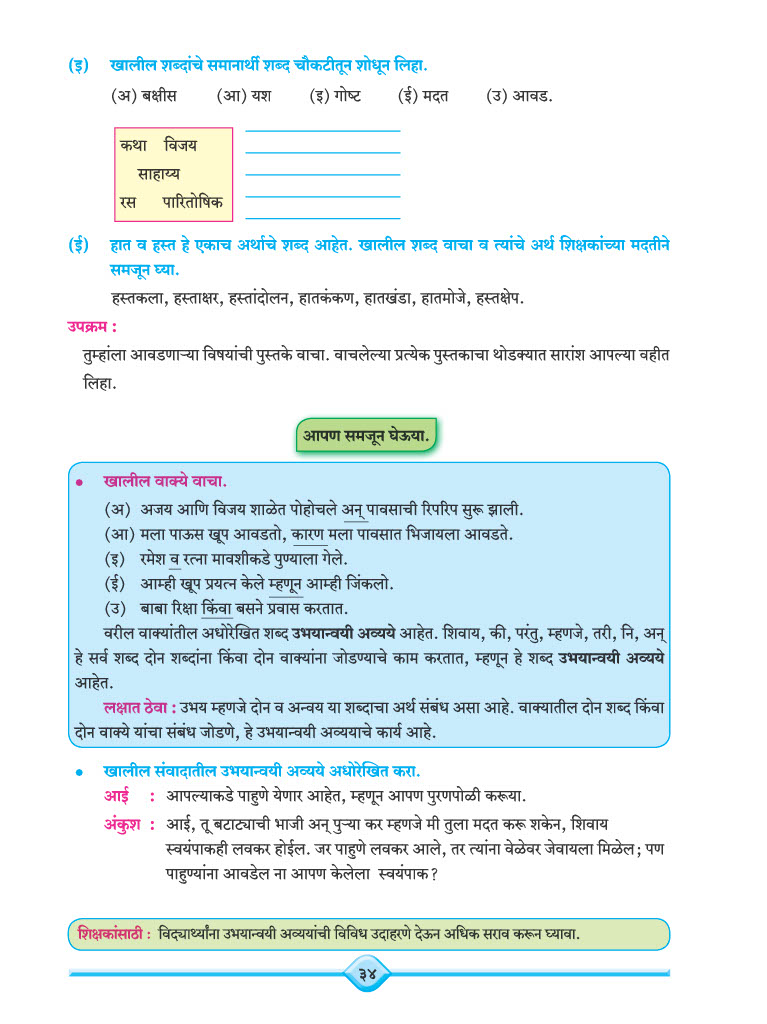 (इ) खालील शब्दांचे समानार्थी शब्द चौकटीतून शोधून लिहा.
(अ) बक्षीस (आ) यश (इ) गोष्ट (ई) मदत (उ) आवड.
कथा विजय
साहाय्य
रस पारितोषिक
(ई) हात व हस्त हे एकाच अर्थाचे शब्द आहेत. खालील शब्द वाचा व त्यांचे अर्थ शिक्षकांच्या मदतीने
समजून घ्या.
हस्तकला, हस्ताक्षर, हस्तांदोलन, हातकंकण, हातखंडा, हातमोजे, हस्तक्षेप.
उपक्रम :
तुम्हांला आवडणाऱ्या विषयांची पुस्तके वाचा. वाचलेल्या प्रत्येक पुस्तकाचा थोडक्यात सारांश आपल्या वहीत
लिहा.
आपण समजून घेऊया.
• खालील वाक्ये वाचा.
(अ) अजय आणि विजय शाळेत पोहोचले अन् पावसाची रिपरिप सुरू झाली.
(आ) मला पाऊस खूप आवडतो, कारण मला पावसात भिजायला आवडते.
(इ) रमेश व रत्ना मावशीकडे पुण्याला गेले.
(ई) आम्ही खूप प्रयत्न केले म्हणून आम्ही जिंकलो.
(उ) बाबा रिक्षा किंवा बसने प्रवास करतात.
वरील वाक्यांतील अधोरेखित शब्द उभयान्वयी अव्यये आहेत. शिवाय, की, परंतु, म्हणजे, तरी, नि, अन्
हे सर्व शब्द दोन शब्दांना किंवा दोन वाक्यांना जोडण्याचे काम करतात, म्हणून हे शब्द उभयान्वयी अव्यये
आहेत.
लक्षात ठेवा : उभय म्हणजे दोन व अन्वय या शब्दाचा अर्थ संबंध असा आहे. वाक्यातील दोन शब्द किंवा
दोन वाक्ये यांचा संबंध जोडणे, हे उभयान्वयी अव्ययाचे कार्य आहे.
• खालील संवादातील उभयान्वयी अव्यये अधोरेखित करा.
आई : आपल्याकडे पाहुणे येणार आहेत, म्हणून आपण पुरणपोळी करूया.
अंकुश : आई, तू बटाट्याची भाजी अन् पुऱ्या कर म्हणजे मी तुला मदत करू शकेन, शिवाय
स्वयंपाकही लवकर होईल. जर पाहुणे लवकर आले, तर त्यांना वेळेवर जेवायला मिळेल; पण
पाहुण्यांना आवडेल ना आपण केलेला स्वयंपाक?
शिक्षकांसाठी : विद्यार्थ्यांना उभयान्वयी अव्ययांची विविध उदाहरणे देऊन अधिक सराव करून घ्यावा.
३४